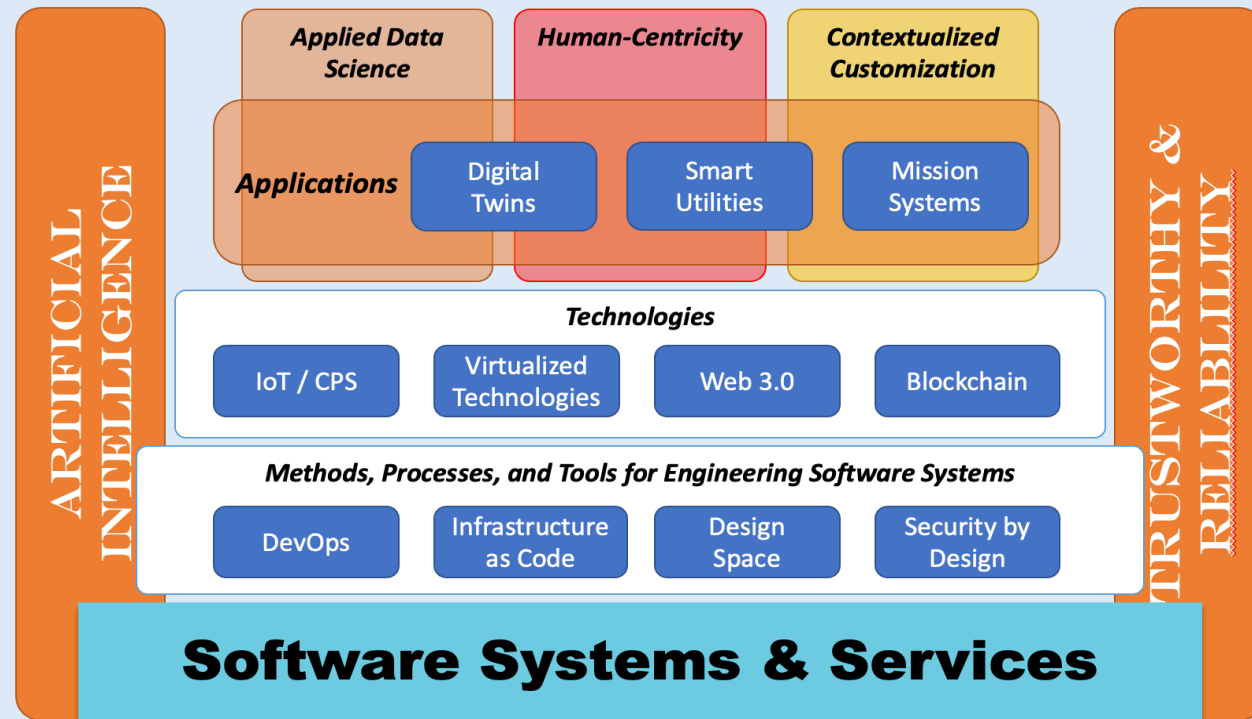 Applied Data
Science
Human-Centricity
Contextualized
Customization
Applications
Digital
Twins
Smart
Utilities
Mission
Systems
Technologies
IoT / CPS
Virtualized
Technologies
Web 3.0
Blockchain
Methods, Processes, and Tools for Engineering Software Systems
DevOps
Infrastructure
as Code
Design
Space
Security by
Design
ARTIFICIAL
INTELLIGENCE
TRUSTWORTHY &
RELIABLILITY
Software Systems & Services